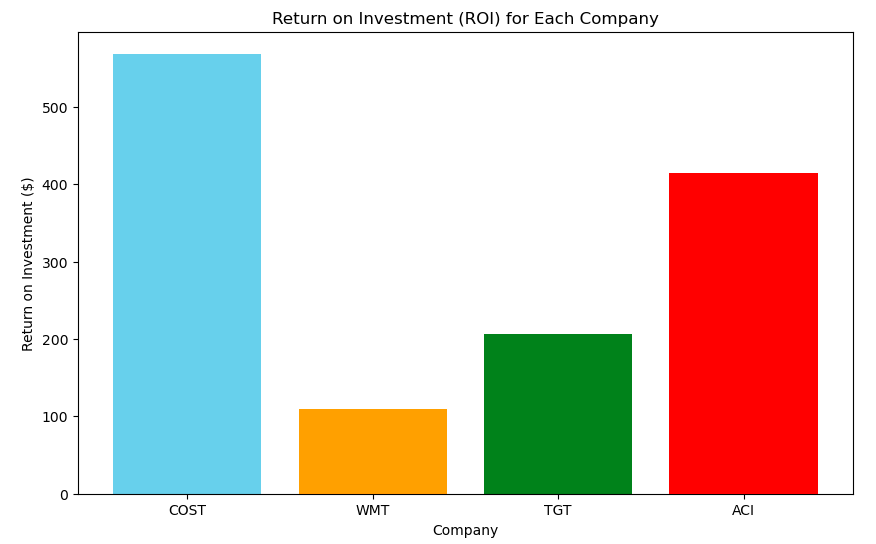 Return on Investment (ROI) for Each Company
Return on Investment ($)
500
400
300
200
100
0
COST WMT TGT ACI
Company